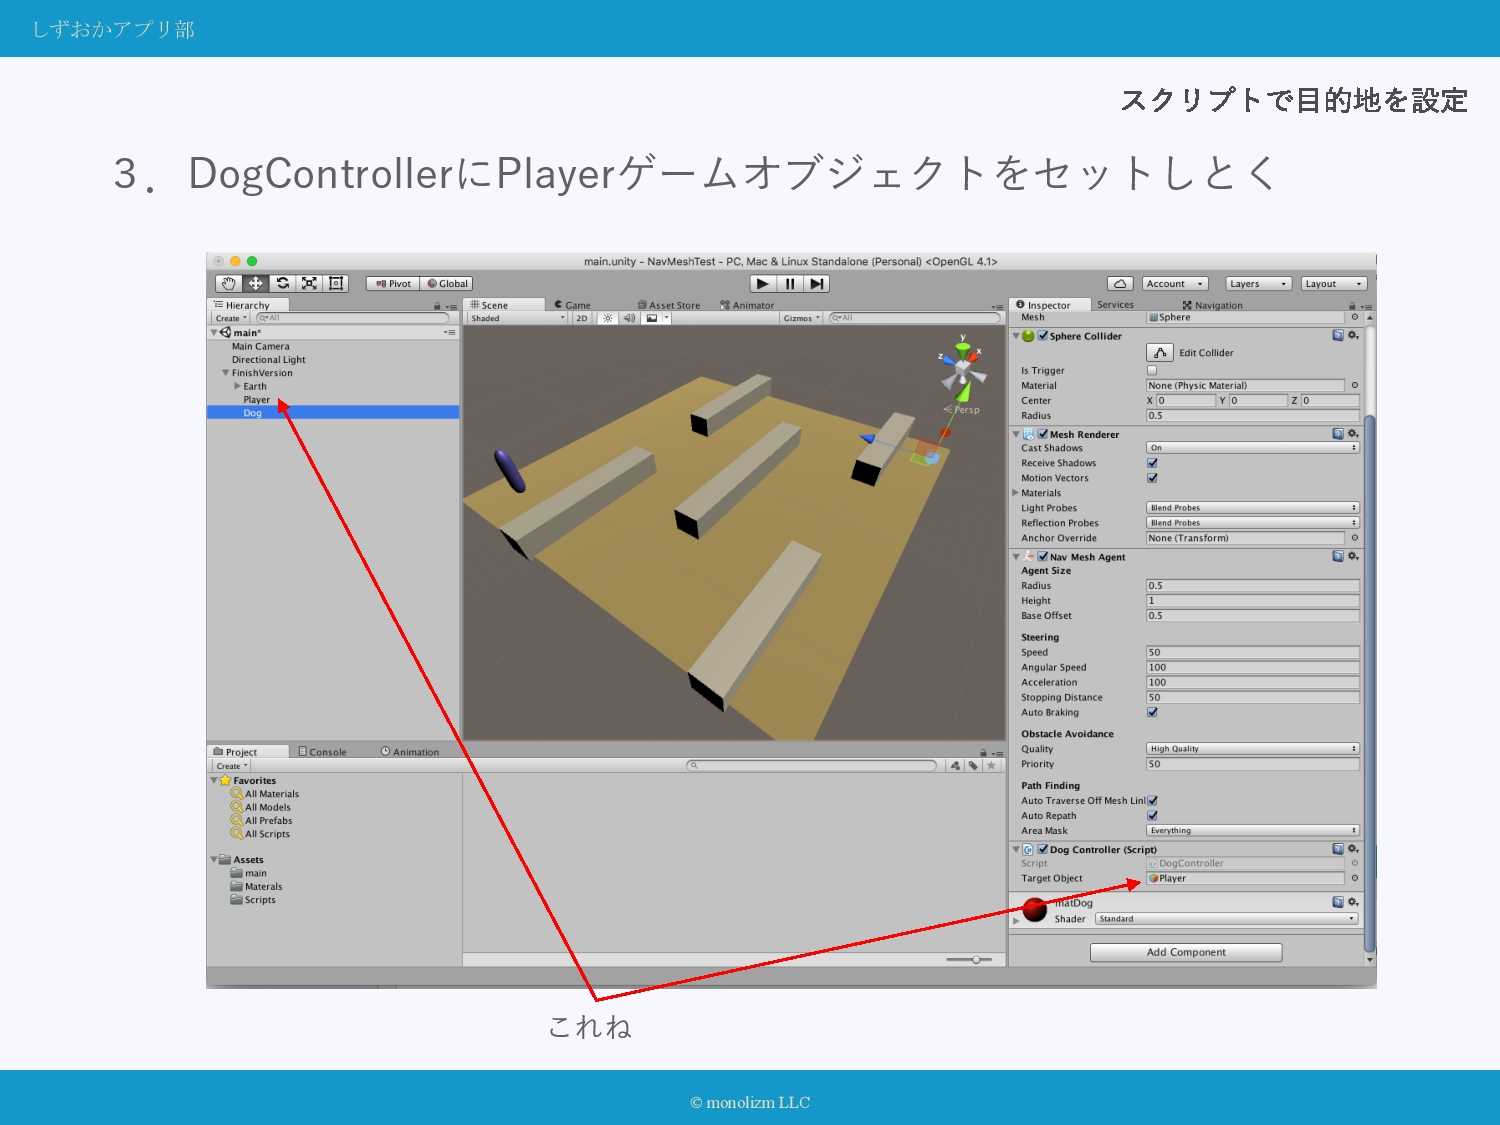 しずおかアプリ部
スクリプトで目的地を設定
３．DogControllerにPlayerゲームオブジェクトをセットしとく
main.unity - NavMeshTest - PC, Mac & Linux Standalone (Personal) <OpenGL 4.1>
Pivot Global Account Layers Layout
Hierarchy
Create All
main*
Main Camera
Directional Light
FinishVersion
Earth
Player
Dog
Scene Game Asset Store Animator
Shaded 2D Gizmos All
y
x
z
Persp
Inspector Services Navigation
Mesh Sphere
Sphere Collider
Edit Collider
Is Trigger
Material None (Physic Material)
Center X 0 Y 0 Z 0
Radius 0.5
Mesh Renderer
Cast Shadows On
Receive Shadows
Motion Vectors
Materials
Light Probes Blend Probes
Reflection Probes Blend Probes
Anchor Override None (Transform)
Nav Mesh Agent
Agent Size
Radius 0.5
Height 1
Base Offset 0.5
Steering
Speed 50
Angular Speed 100
Acceleration 100
Stopping Distance 50
Auto Braking
Obstacle Avoidance
Quality High Quality
Priority 50
Path Finding
Auto Traverse Off Mesh Linl
Auto Repath
Area Mask Everything
Dog Controller (Script)
Script DogController
Target Object Player
matDog
Shader Standard
Add Component
Project Console Animation
Create
Favorites
All Materials
All Models
All Prefabs
All Scripts
Assets
main
Materals
Scripts
これね
© monolizm LLC